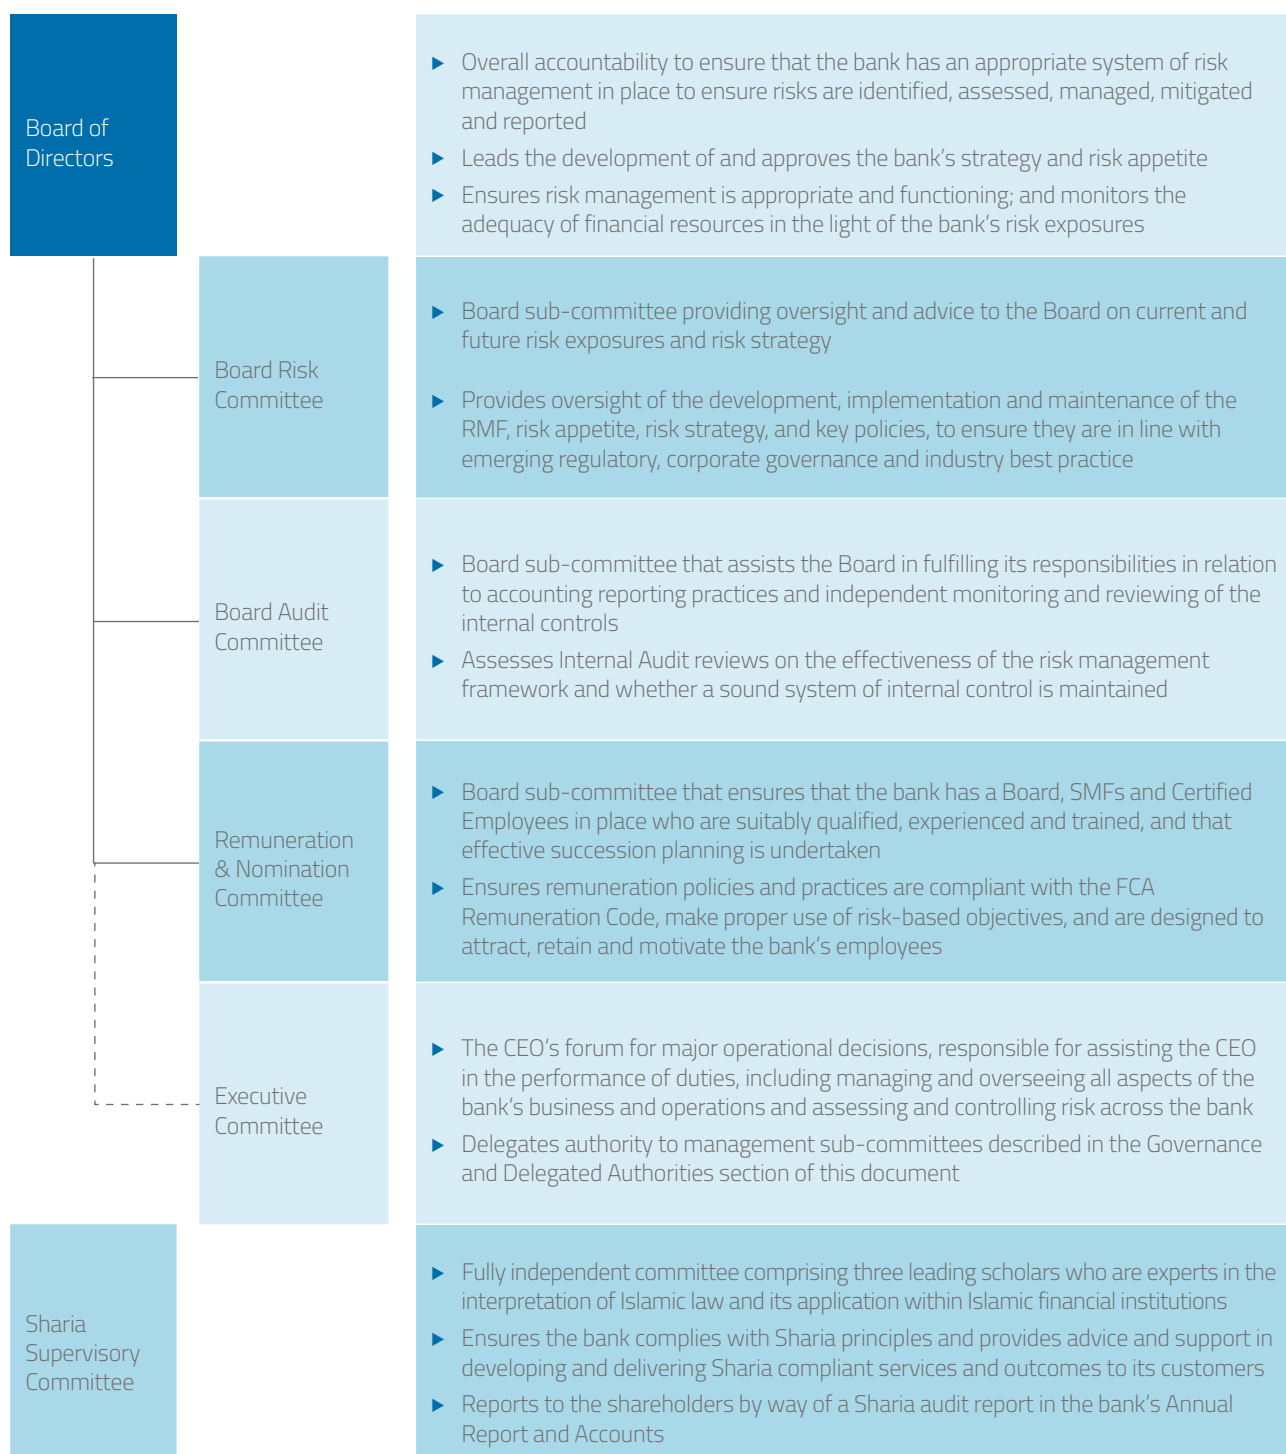 Board of
Directors
► Overall accountability to ensure that the bank has an appropriate system of risk
management in place to ensure risks are identified, assessed, managed, mitigated
and reported
► Leads the development of and approves the bank’s strategy and risk appetite
► Ensures risk management is appropriate and functioning; and monitors the
adequacy of financial resources in the light of the bank’s risk exposures
Board Risk
Committee
► Board sub-committee providing oversight and advice to the Board on current and
future risk exposures and risk strategy
► Provides oversight of the development, implementation and maintenance of the
RMF, risk appetite, risk strategy, and key policies, to ensure they are in line with
emerging regulatory, corporate governance and industry best practice
Board Audit
Committee
► Board sub-committee that assists the Board in fulfilling its responsibilities in relation
to accounting reporting practices and independent monitoring and reviewing of the
internal controls
► Assesses Internal Audit reviews on the effectiveness of the risk management
framework and whether a sound system of internal control is maintained
Remuneration
& Nomination
Committee
► Board sub-committee that ensures that the bank has a Board, SMFs and Certified
Employees in place who are suitably qualified, experienced and trained, and that
effective succession planning is undertaken
► Ensures remuneration policies and practices are compliant with the FCA
Remuneration Code, make proper use of risk-based objectives, and are designed to
attract, retain and motivate the bank’s employees
Executive
Committee
► The CEO’s forum for major operational decisions, responsible for assisting the CEO
in the performance of duties, including managing and overseeing all aspects of the
bank’s business and operations and assessing and controlling risk across the bank
► Delegates authority to management sub-committees described in the Governance
and Delegated Authorities section of this document
Sharia
Supervisory
Committee
► Fully independent committee comprising three leading scholars who are experts in the
interpretation of Islamic law and its application within Islamic financial institutions
► Ensures the bank complies with Sharia principles and provides advice and support in
developing and delivering Sharia compliant services and outcomes to its customers
► Reports to the shareholders by way of a Sharia audit report in the bank’s Annual
Report and Accounts